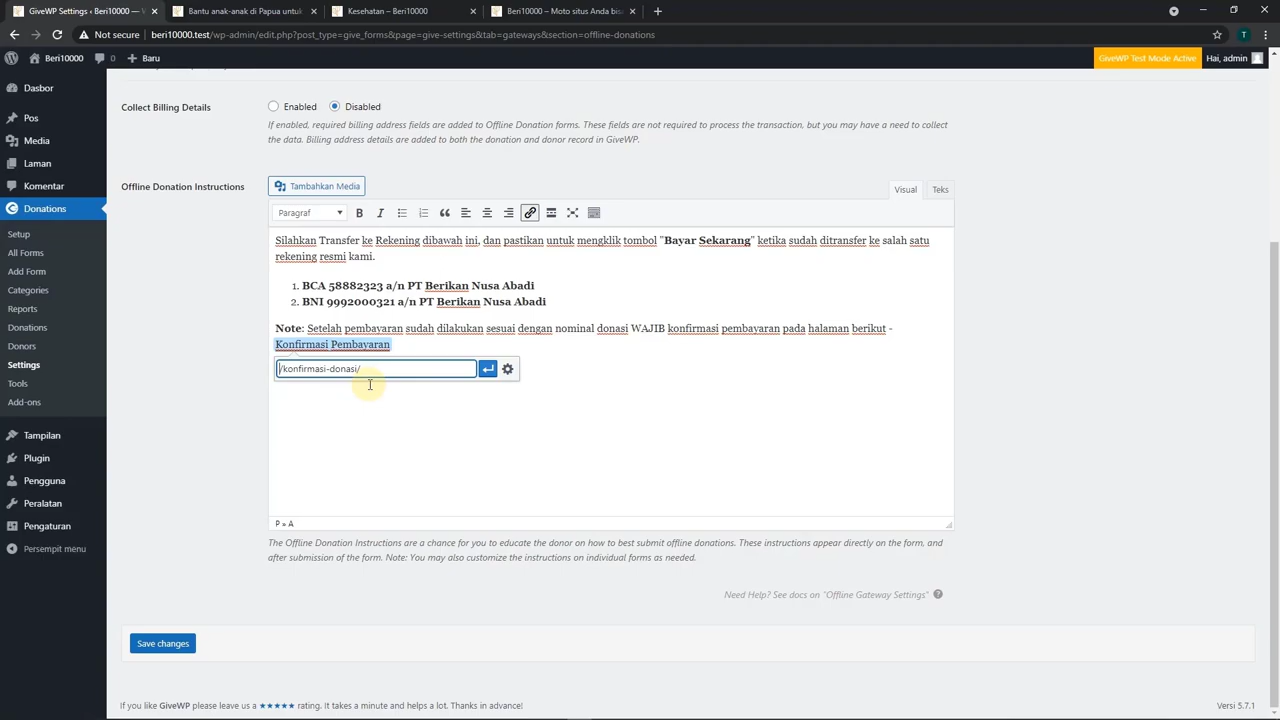 GiveWP Settings ‹ Beri10000 — V
Bantu anak-anak di Papua untuk
Kesehatan – Beri10000
Beri10000 – Moto situs Anda bisa
Not secure
beri10000.test/wp-admin/edit.php?post_type=give_forms&page=give-settings&tab=gateways&section=offline-donations
T
Beri10000
0
Baru
GiveWP Test Mode Active
Hai, admin
Dasbor
Pos
Media
Laman
Komentar
Donations
Setup
All Forms
Add Form
Categories
Reports
Donations
Donors
Settings
Tools
Add-ons
Tampilan
Plugin
Pengguna
Peralatan
Pengaturan
Persempit menu
Collect Billing Details
Enabled
Disabled
If enabled, required billing address fields are added to Offline Donation forms. These fields are not required to process the transaction, but you may have a need to collect
the data. Billing address details are added to both the donation and donor record in GiveWP.
Offline Donation Instructions
Tambahkan Media
Visual
Teks
Paragraf
Silahkan Transfer ke Rekening dibawah ini, dan pastikan untuk mengklik tombol "Bayar Sekarang" ketika sudah ditransfer ke salah satu
rekening resmi kami.
1. BCA 58882323 a/n PT Berikan Nusa Abadi
2. BNI 9992000321 a/n PT Berikan Nusa Abadi
Note: Setelah pembayaran sudah dilakukan sesuai dengan nominal donasi WAJIB konfirmasi pembayaran pada halaman berikut -
Konfirmasi Pembayaran
/konfirmasi-donasi/
P » A
The Offline Donation Instructions are a chance for you to educate the donor on how to best submit offline donations. These instructions appear directly on the form, and
after submission of the form. Note: You may also customize the instructions on individual forms as needed.
Need Help? See docs on "Offline Gateway Settings"
Save changes
If you like GiveWP please leave us a ★★★★★ rating. It takes a minute and helps a lot. Thanks in advance!
Versi 5.7.1